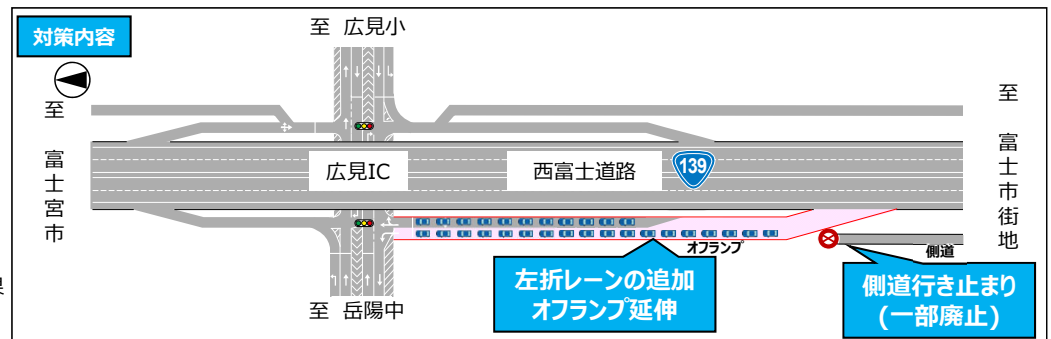 対策内容
至 広見小
至 富士宮市
至 富士市街地
広見IC
西富士道路
139
オフランプ
側道
左折レーンの追加
オフランプ延伸
側道行き止まり
(一部廃止)
至 岳陽中